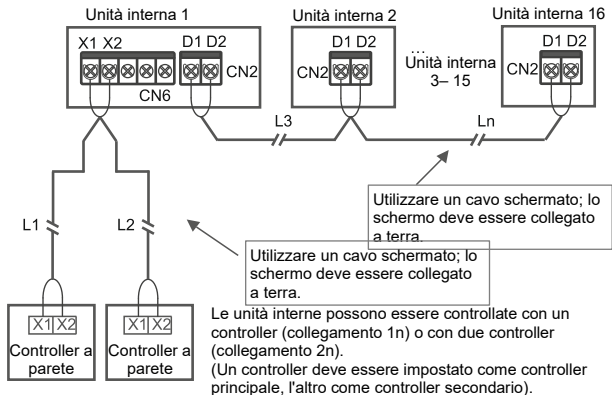 Unità interna 1
Unità interna 2
Unità interna 16
X1 X2
D1 D2
CN2
CN6
D1 D2
CN2
…
Unità interna
3– 15
D1 D2
CN2
L3
Ln
L1
L2
Utilizzare un cavo schermato; lo
schermo deve essere collegato
a terra.
Utilizzare un cavo schermato; lo
schermo deve essere collegato
a terra.
X1 X2
Controller a
parete
X1 X2
Controller a
parete
Le unità interne possono essere controllate con un
controller (collegamento 1n) o con due controller
(collegamento 2n).
(Un controller deve essere impostato come controller
principale, l'altro come controller secondario).